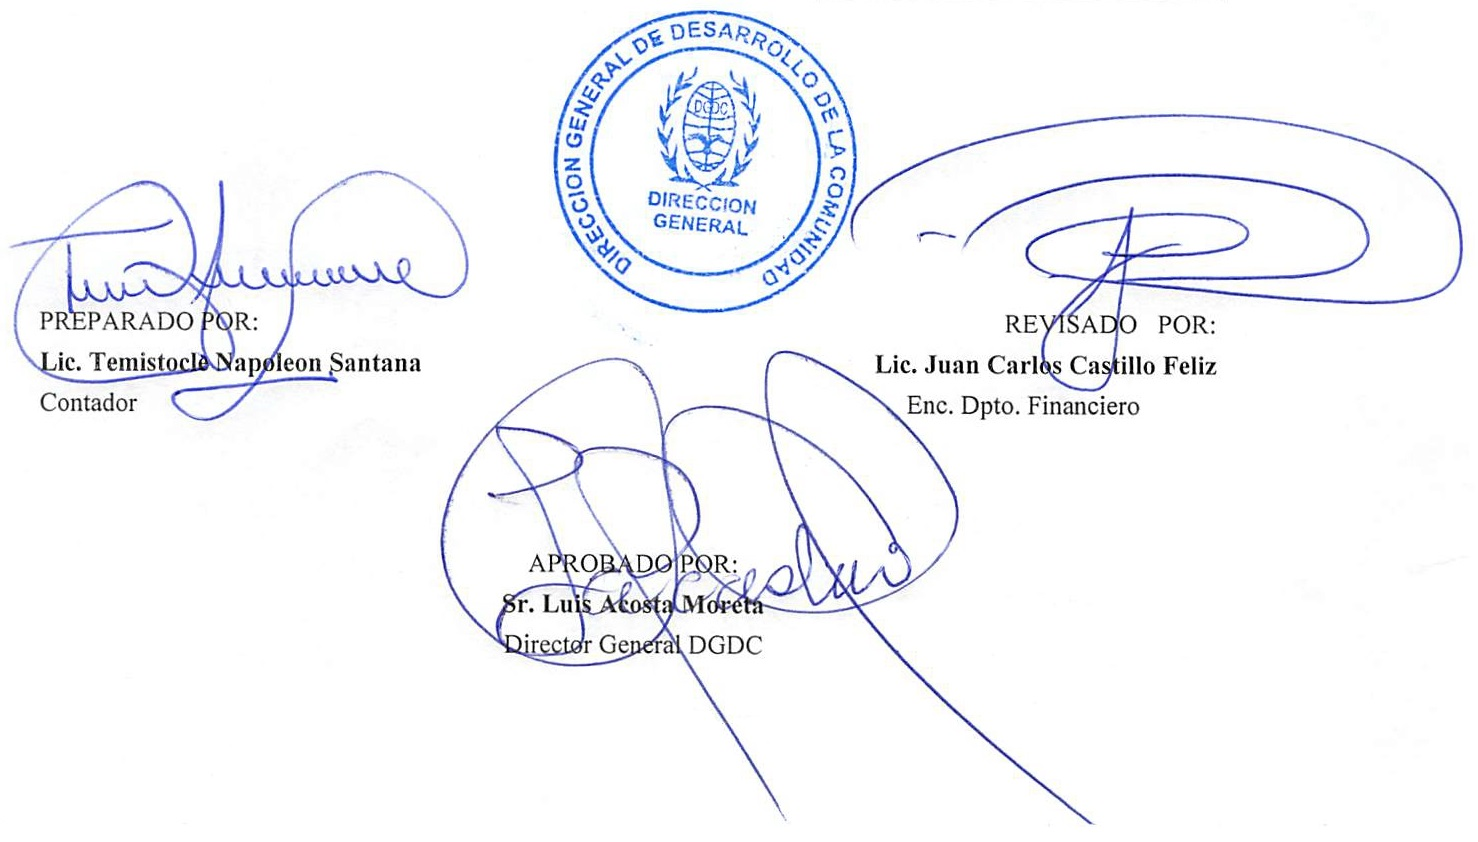 DIRECCION GENERAL DE DESARROLLO DE LA COMUNIDAD
DGDC
DIRECCION
GENERAL
PREPARADO POR:
Lic. Temistocle Napoleon Santana
Contador
REVISADO POR:
Lic. Juan Carlos Castillo Feliz
Enc. Dpto. Financiero
APROBADO POR:
Sr. Luis Acosta Moreta
Director General DGDC